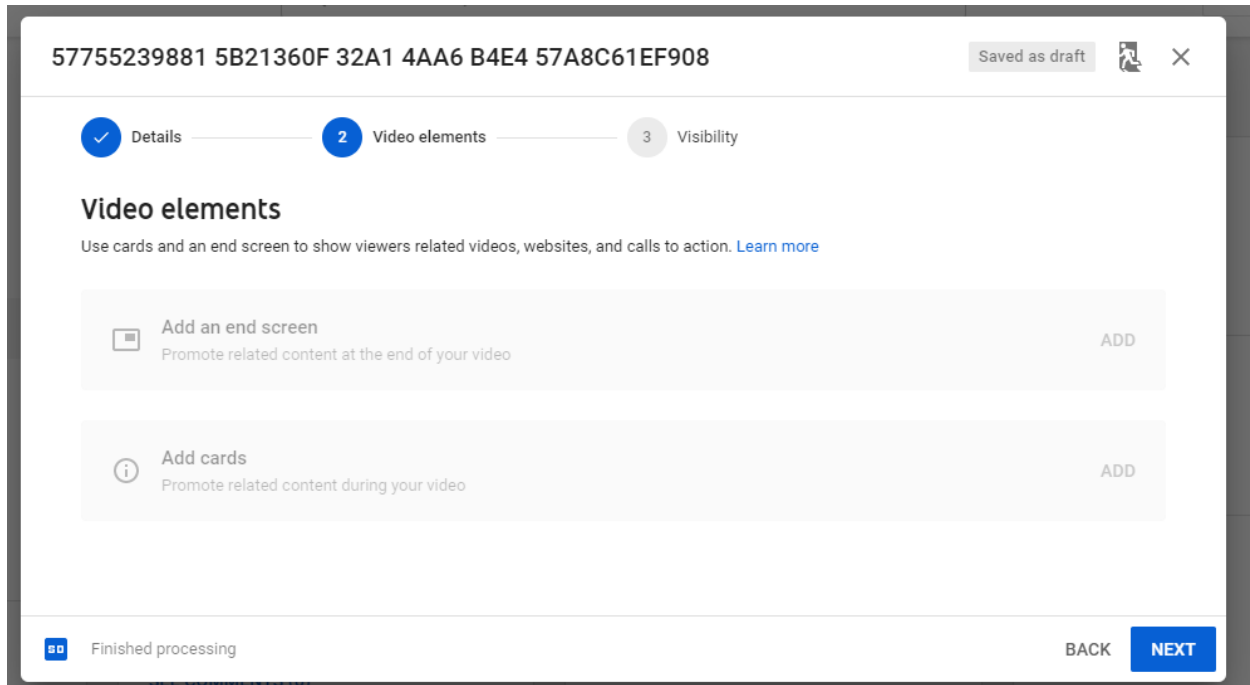 57755239881 5B21360F 32A1 4AA6 B4E4 57A8C61EF908
Saved as draft
Details
2
Video elements
3
Visibility
Video elements
Use cards and an end screen to show viewers related videos, websites, and calls to action. Learn more
Add an end screen
Promote related content at the end of your video
ADD
Add cards
Promote related content during your video
ADD
SD
Finished processing
BACK
NEXT